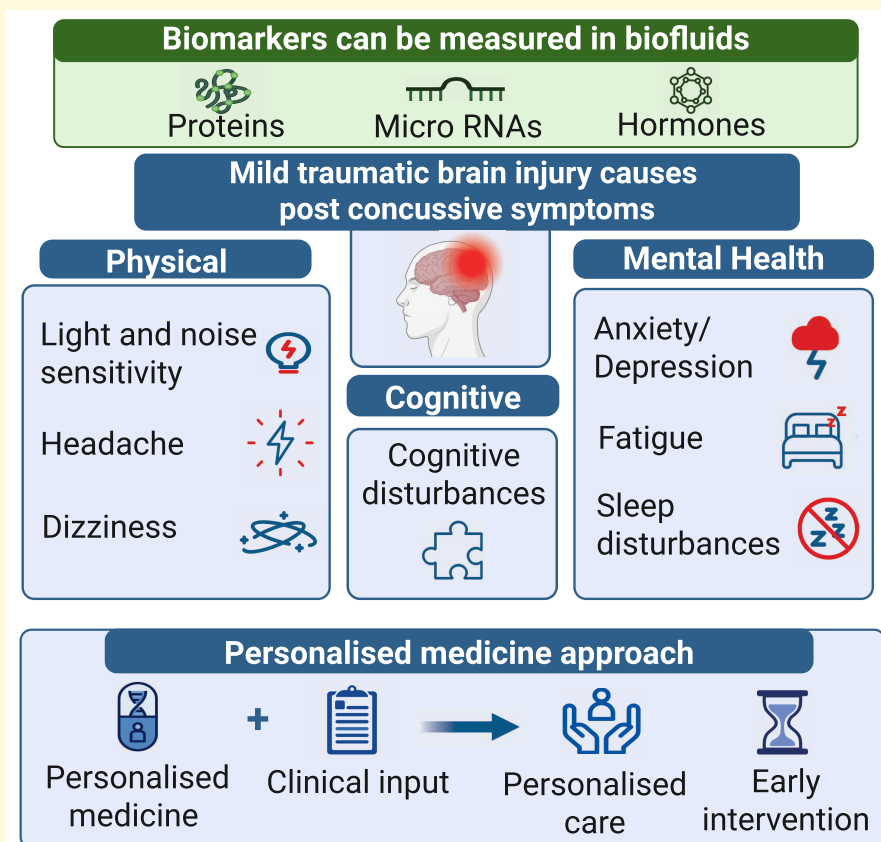 Biomarkers can be measured in biofluids
Proteins
Micro RNAs
Hormones
Mild traumatic brain injury causes
post concussive symptoms
Physical
Light and noise
sensitivity
Headache
Dizziness
Cognitive
Cognitive
disturbances
Mental Health
Anxiety/
Depression
Fatigue
z
z
Sleep
disturbances
z
z
z
Personalised medicine approach
+
Personalised
medicine
Clinical input
Personalised
care
Early
intervention